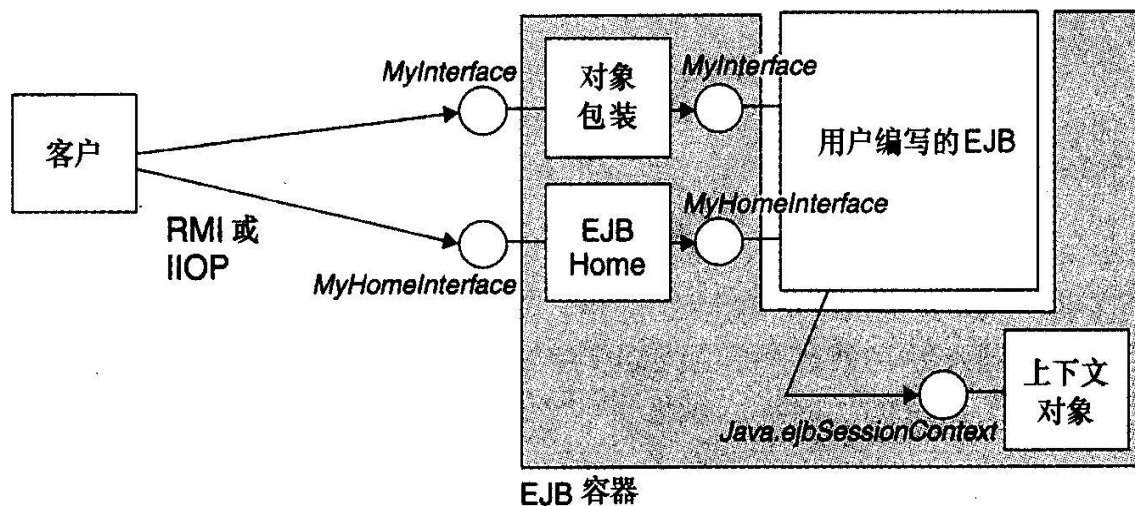 MyInterface
对象
包装
MyInterface
客户
用户编写的EJB
RMI 或
IIOP
MyHomeInterface
EJB
Home
MyHomeInterface
上下文
对象
Java.ejbSessionContext
EJB 容器